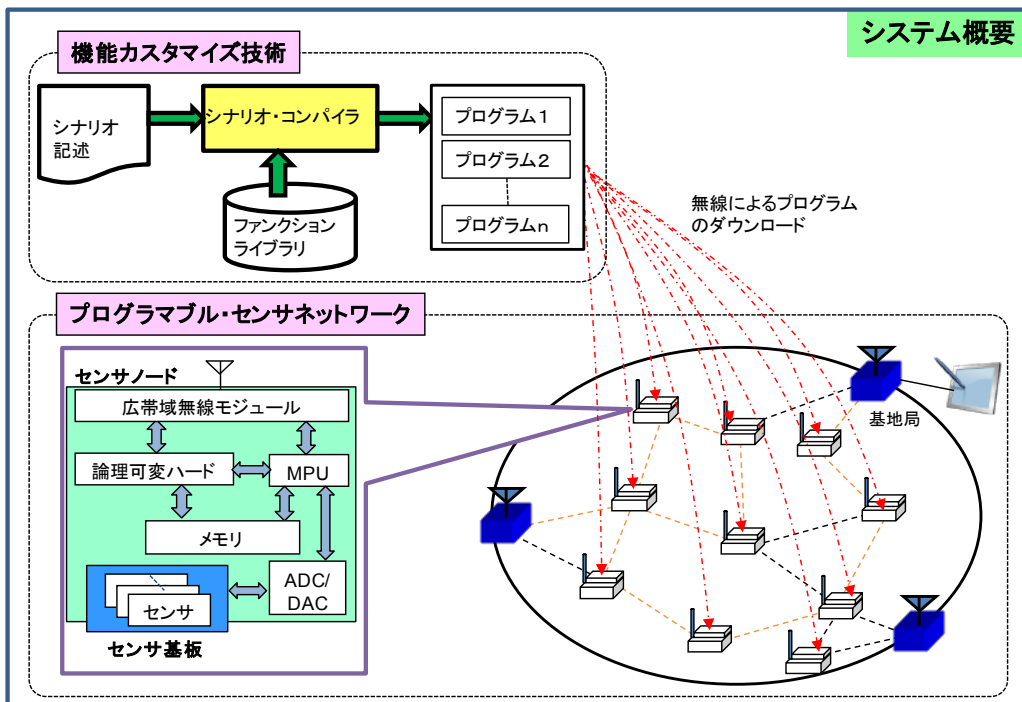 システム概要
機能カスタマイズ技術
シナリオ
記述
シナリオ・コンパイラ
ファンクション
ライブラリ
プログラム1
プログラム2
プログラムn
無線によるプログラム
のダウンロード
プログラマブル・センサネットワーク
センサノード
広帯域無線モジュール
論理可変ハード
MPU
メモリ
ADC/
DAC
センサ
センサ基板
基地局